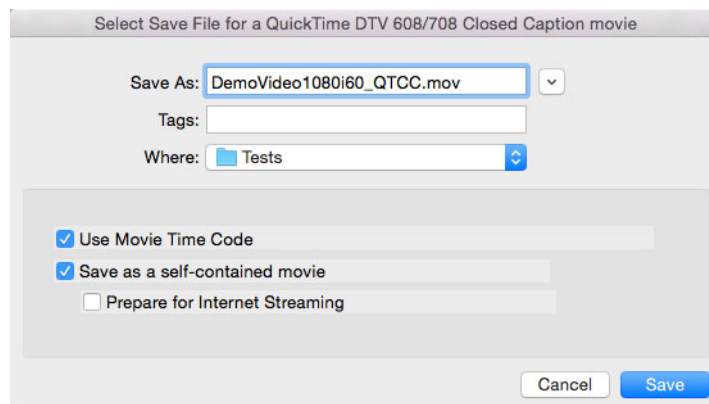 Select Save File for a QuickTime DTV 608/708 Closed Caption movie
Save As: DemoVideo1080i60_QTCC.mov
Tags:
Where: Tests
Use Movie Time Code
Save as a self-contained movie
Prepare for Internet Streaming
Cancel Save